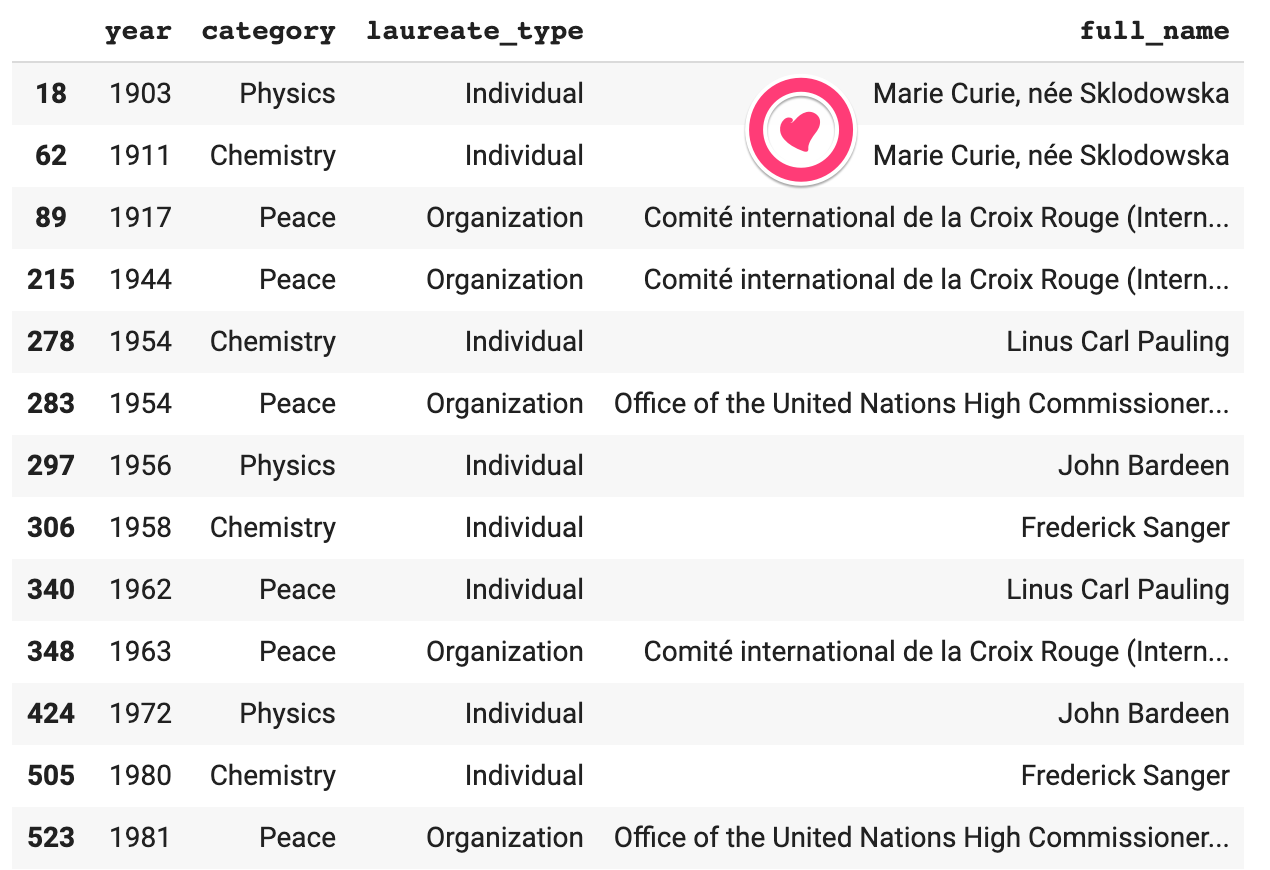 year category laureate_type full_name
18 1903 Physics Individual Marie Curie, née Sklodowska
62 1911 Chemistry Individual Marie Curie, née Sklodowska
89 1917 Peace Organization Comité international de la Croix Rouge (Intern...
215 1944 Peace Organization Comité international de la Croix Rouge (Intern...
278 1954 Chemistry Individual Linus Carl Pauling
283 1954 Peace Organization Office of the United Nations High Commissioner...
297 1956 Physics Individual John Bardeen
306 1958 Chemistry Individual Frederick Sanger
340 1962 Peace Individual Linus Carl Pauling
348 1963 Peace Organization Comité international de la Croix Rouge (Intern...
424 1972 Physics Individual John Bardeen
505 1980 Chemistry Individual Frederick Sanger
523 1981 Peace Organization Office of the United Nations High Commissioner...